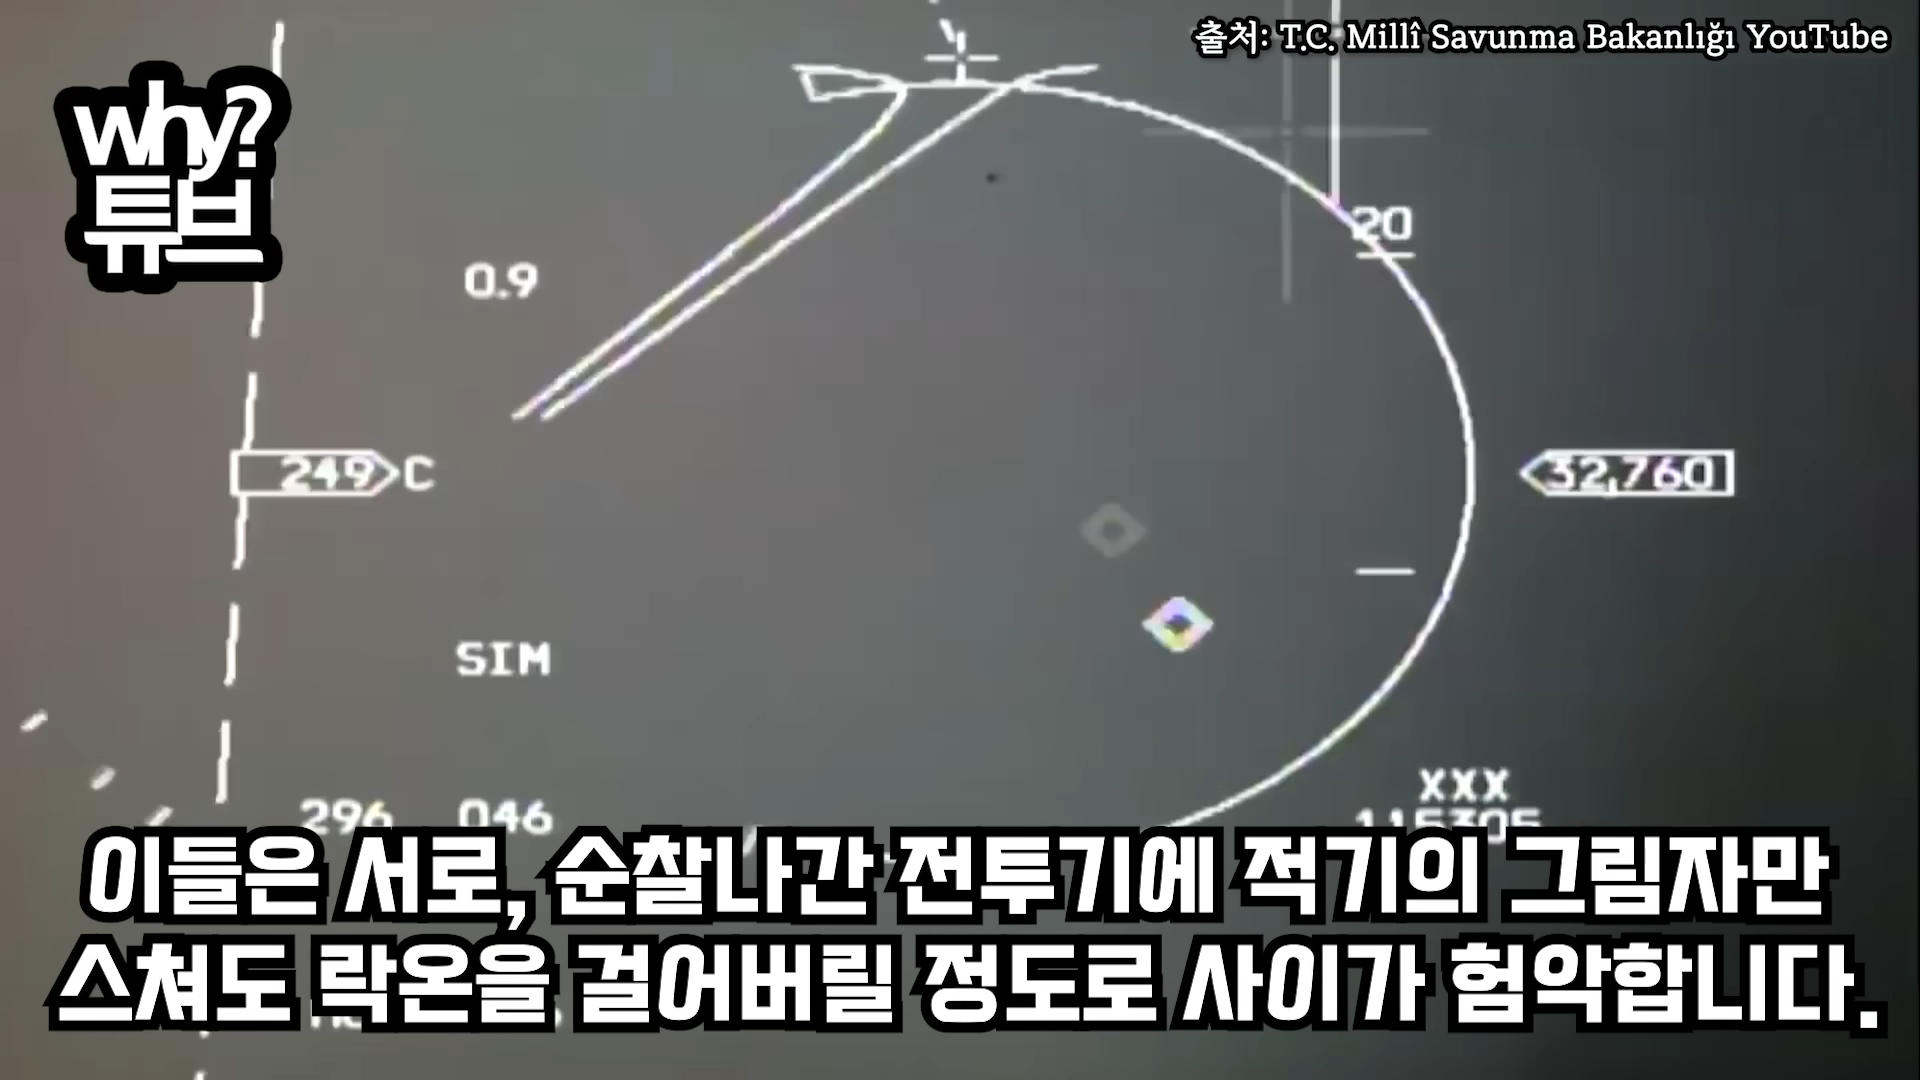 출처: T.C. Millî Savunma Bakanlığı YouTube
why?
튜브
20
0.9
249 C
32,760
SIM
XXX
296 046
115305
이들은 서로, 순찰나간 전투기에 적기의 그림자만
스쳐도 락온을 걸어버릴 정도로 사이가 험악합니다.